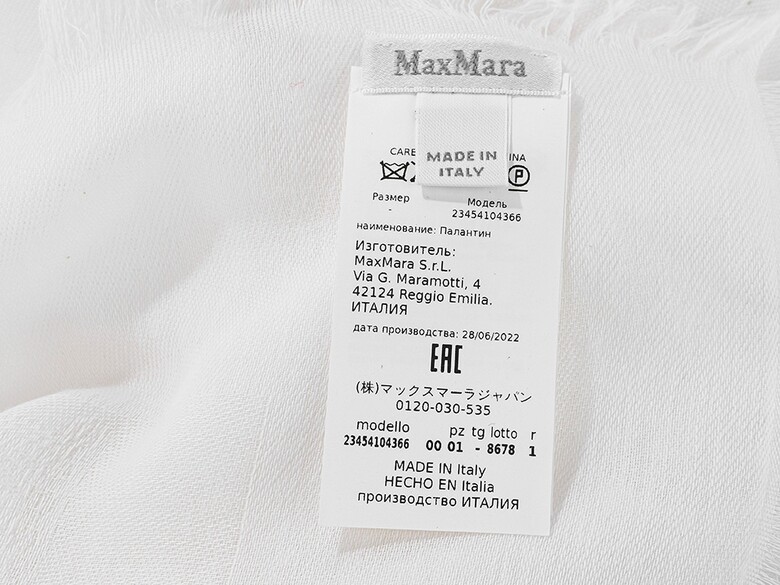 MaxMara
MADE IN
ITALY
CARE
P
Размер Модель
- 23454104366
наименование: Палантин
Изготовитель:
MaxMara S.r.L.
Via G. Maramotti, 4
42124 Reggio Emilia.
ИТАЛИЯ
дата производства: 28/06/2022
EAC
(株)マックスマーラジャパン
0120-030-535
modello pz tg lotto r
23454104366 00 01 - 8678 1
MADE IN Italy
HECHO EN Italia
производство ИТАЛИЯ